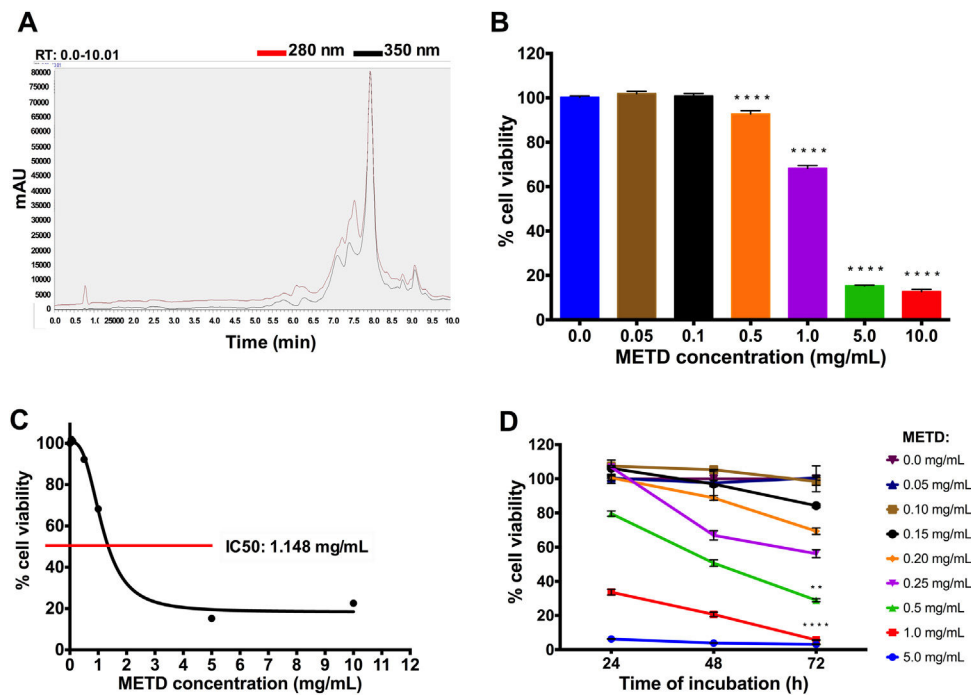 A
RT: 0.0-10.01
280 nm 350 nm
80000
75000
70000
65000
60000
55000
50000
45000
40000
35000
30000
25000
20000
15000
10000
5000
0
mAU
0.0 0.5 1. 25000 2.0 2.5 3.0 3.5 4.0 4.5 5.0 5.5 6.0 6.5 7.0 7.5 8.0 8.5 9.0 9.5 10.0
Time (min)
B
120
100
80
60
40
20
0
% cell viability
****
****
****
****
0.0 0.05 0.1 0.5 1.0 5.0 10.0
METD concentration (mg/mL)
C
100
80
60
40
20
0
% cell viability
IC50: 1.148 mg/mL
0 1 2 3 4 5 6 7 8 9 10 11 12
METD concentration (mg/mL)
D
120
100
80
60
40
20
0
% cell viability
**
****
24 48 72
Time of incubation (h)
METD:
0.0 mg/mL
0.05 mg/mL
0.10 mg/mL
0.15 mg/mL
0.20 mg/mL
0.25 mg/mL
0.5 mg/mL
1.0 mg/mL
5.0 mg/mL